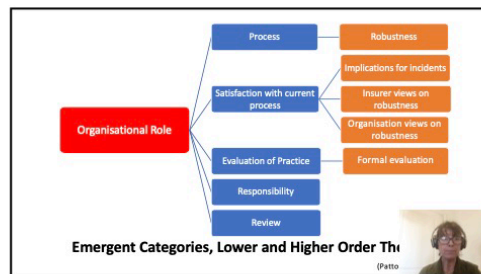 Process
Robustness
Implications for incidents
Satisfaction with current
process
Insurer views on
robustness
Organisation views on
robustness
Organisational Role
Evaluation of Practice
Formal evaluation
Responsibility
Review
Emergent Categories, Lower and Higher Order The
(Patto